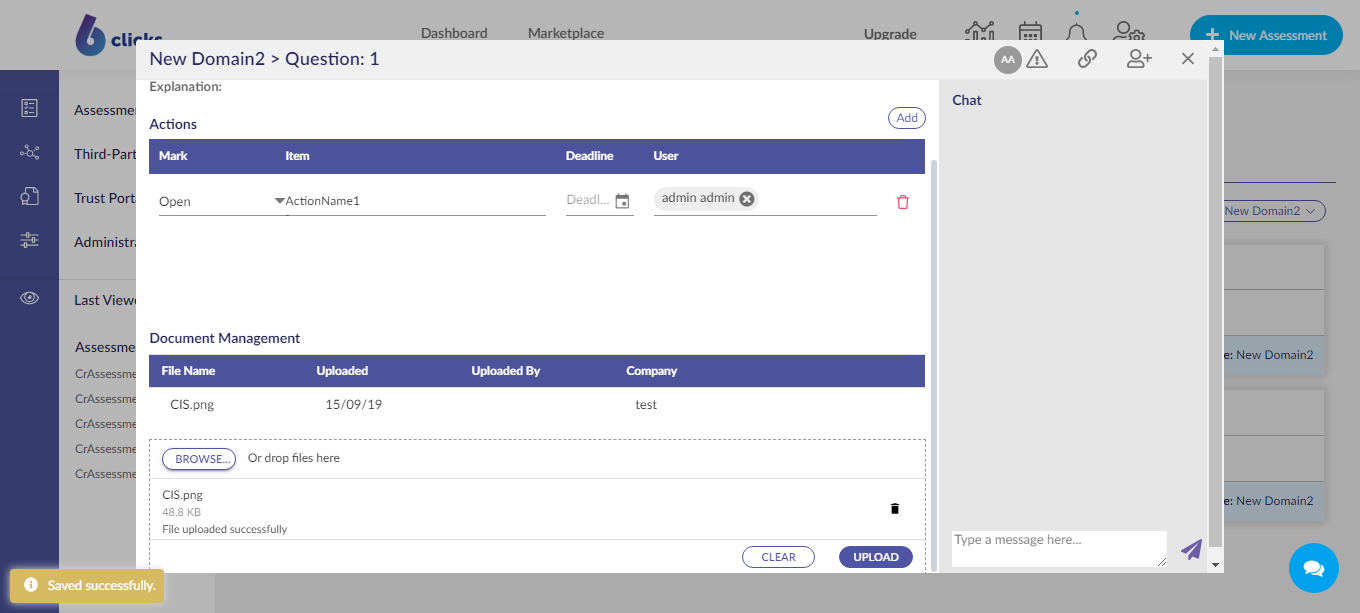 6clicks
Dashboard
Marketplace
Upgrade
New Assessment
New Domain2 > Question: 1
AA
Explanation:
Chat
Actions
Add
Mark
Item
Deadline
User
Open
ActionName1
Deadl...
admin admin
Document Management
File Name
Uploaded
Uploaded By
Company
CIS.png
15/09/19
test
BROWSE...
Or drop files here
CIS.png
48.8 KB
File uploaded successfully
CLEAR
UPLOAD
Type a message here...
Assessme
Third-Part
Trust Port
Administra
Last Viewe
Assessme
CrAssessme
CrAssessme
CrAssessme
CrAssessme
CrAssessme
New Domain2
e: New Domain2
e: New Domain2
Saved successfully.